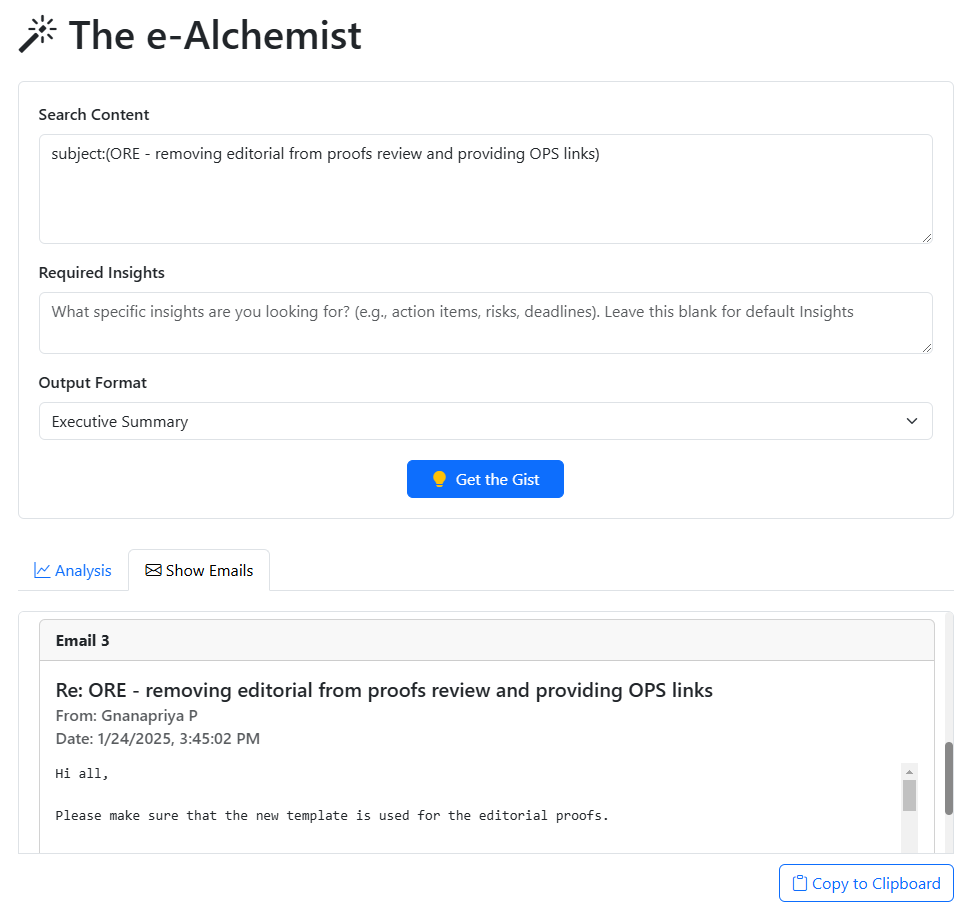 The e-Alchemist
Search Content
subject:(ORE - removing editorial from proofs review and providing OPS links)
Required Insights
What specific insights are you looking for? (e.g., action items, risks, deadlines). Leave this blank for default Insights
Output Format
Executive Summary
Get the Gist
Analysis
Show Emails
Email 3
Re: ORE - removing editorial from proofs review and providing OPS links
From: Gnanapriya P
Date: 1/24/2025, 3:45:02 PM
Hi all,
Please make sure that the new template is used for the editorial proofs.
Copy to Clipboard